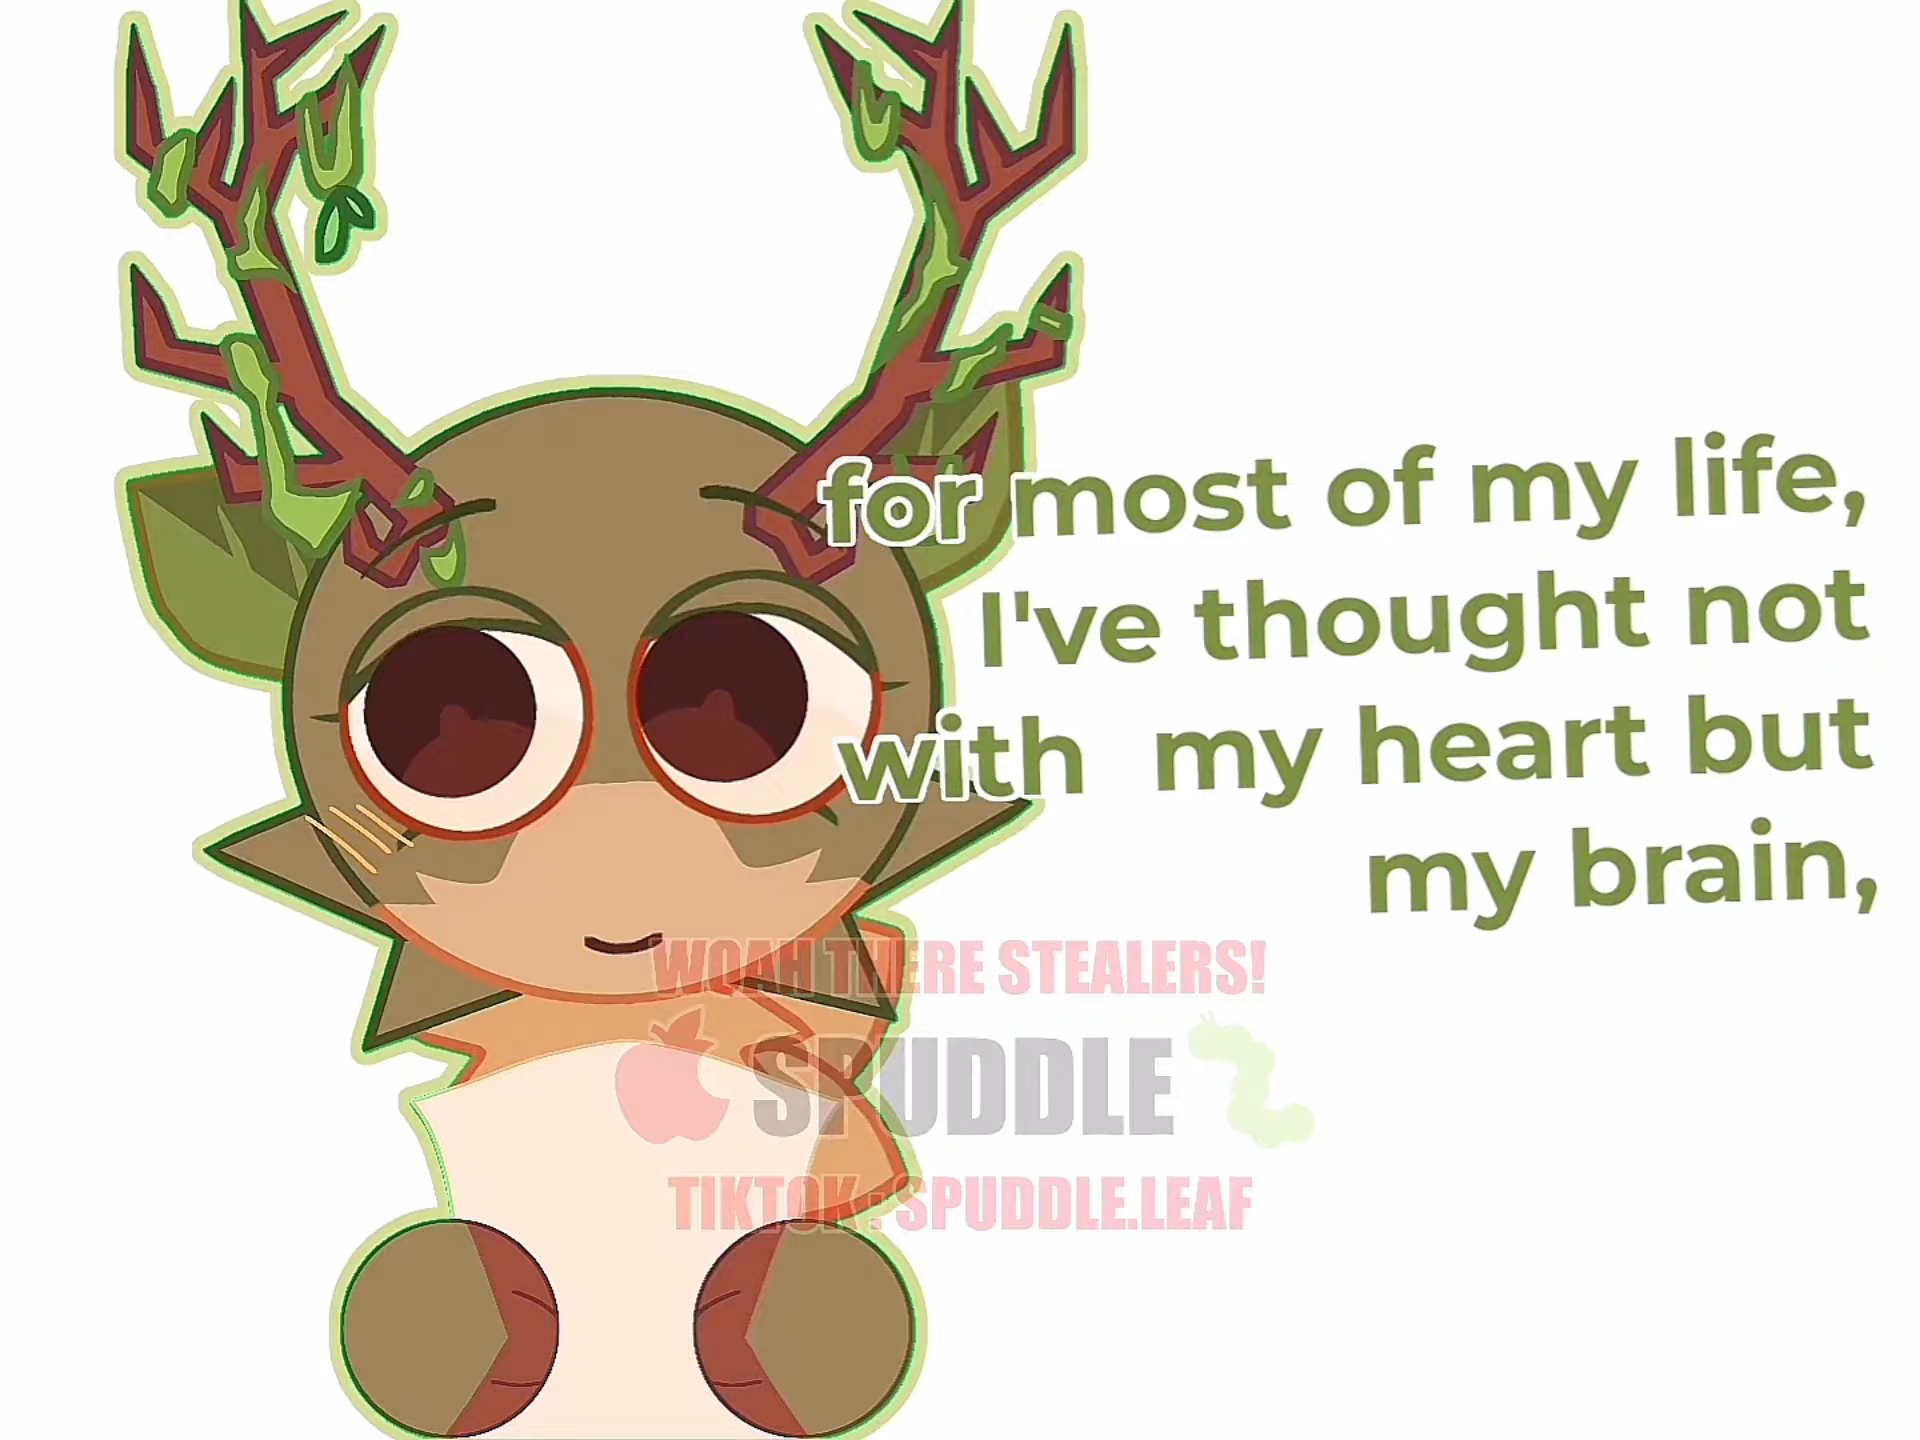 for most of my life,
I've thought not
with my heart but
my brain,
WOAH THERE STEALERS!
SPUDDLE
TIKTOK : SPUDDLE.LEAF